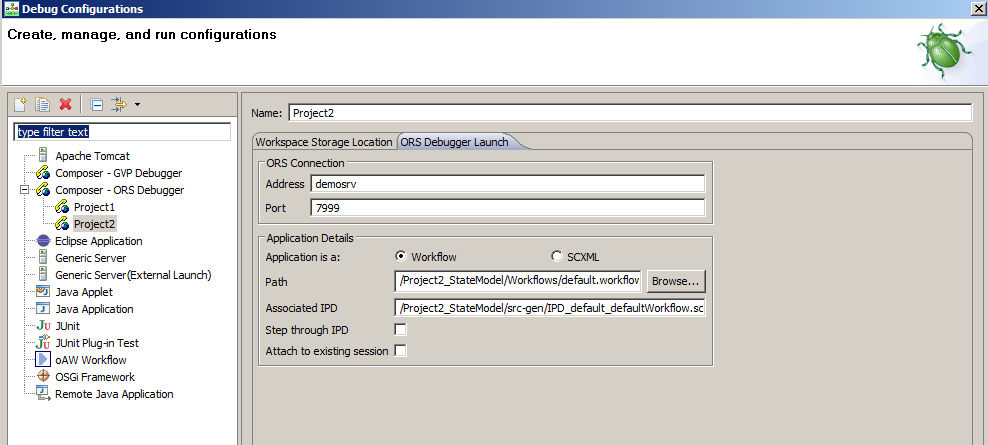 Debug Configurations
Create, manage, and run configurations
type filter text
Apache Tomcat
Composer - GVP Debugger
Composer - ORS Debugger
Project1
Project2
Eclipse Application
Generic Server
Generic Server(External Launch)
Java Applet
Java Application
JUnit
JUnit Plug-in Test
oAW Workflow
OSGi Framework
Remote Java Application
Name: Project2
Workspace Storage Location ORS Debugger Launch
ORS Connection
Address demosrv
Port 7999
Application Details
Application is a: Workflow SCXML
Path /Project2_StateModel/Workflows/default.workflow Browse...
Associated IPD /Project2_StateModel/src-gen/IPD_default_defaultWorkflow.sc
Step through IPD
Attach to existing session